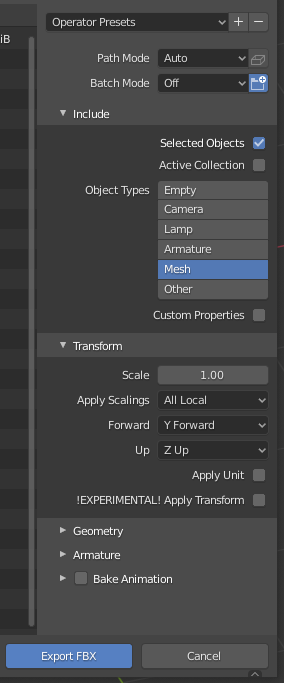 Operator Presets
iB
Path Mode Auto
Batch Mode Off
Include
Selected Objects
Active Collection
Object Types Empty
Camera
Lamp
Armature
Mesh
Other
Custom Properties
Transform
Scale 1.00
Apply Scalings All Local
Forward Y Forward
Up Z Up
Apply Unit
!EXPERIMENTAL! Apply Transform
Geometry
Armature
Bake Animation
Export FBX Cancel